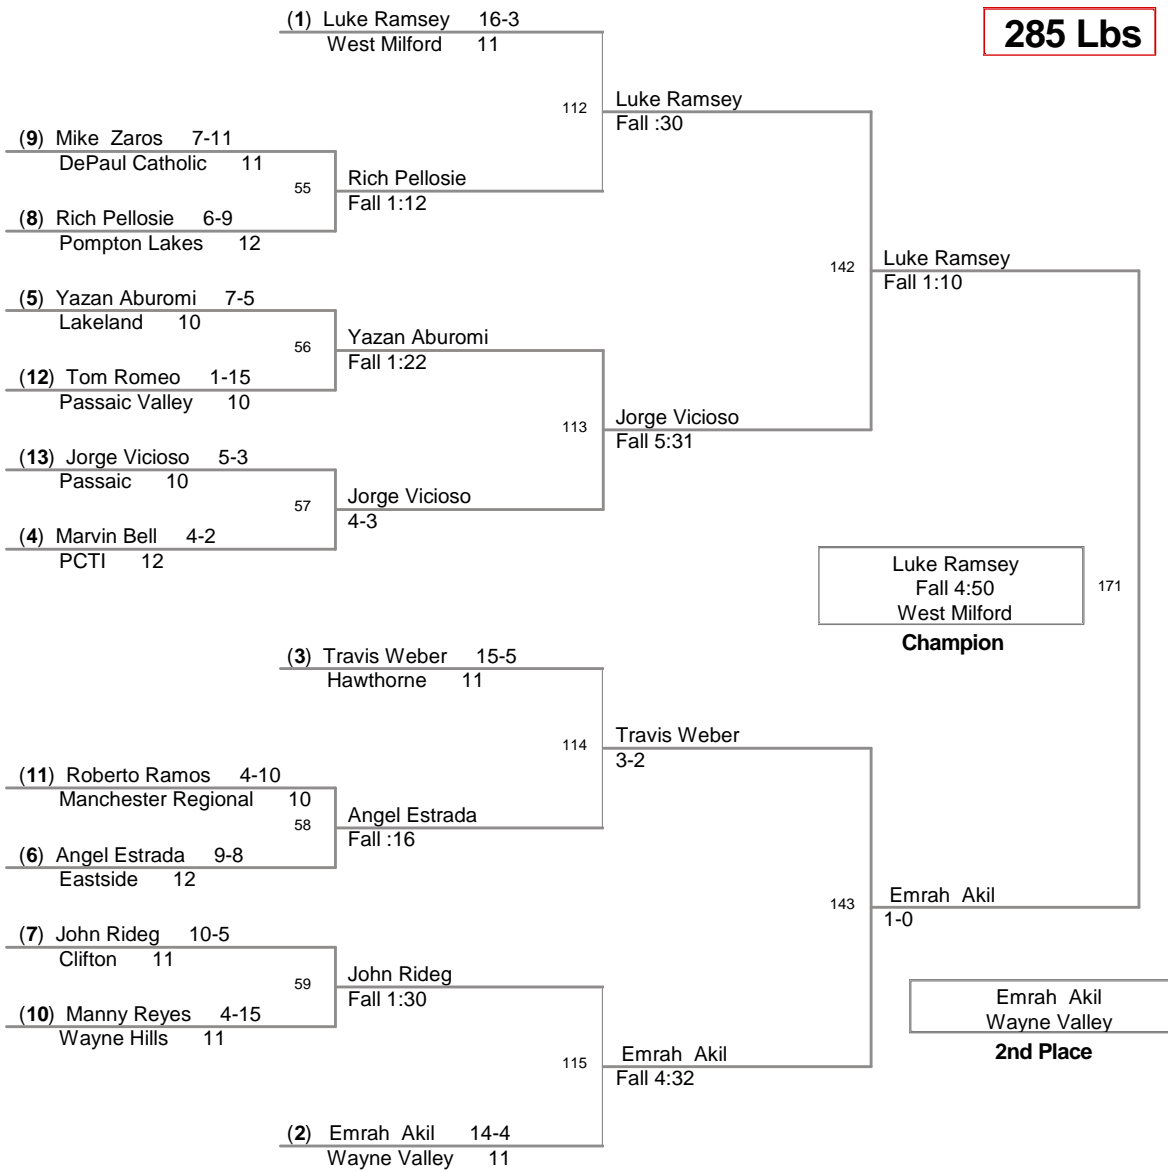 (1) Luke Ramsey 16-3
West Milford 11
285 Lbs
112
Luke Ramsey
Fall :30
(9) Mike Zaros 7-11
DePaul Catholic 11
55
Rich Pellosie
Fall 1:12
(8) Rich Pellosie 6-9
Pompton Lakes 12
142
Luke Ramsey
Fall 1:10
(5) Yazan Aburomi 7-5
Lakeland 10
56
Yazan Aburomi
Fall 1:22
(12) Tom Romeo 1-15
Passaic Valley 10
113
Jorge Vicioso
Fall 5:31
(13) Jorge Vicioso 5-3
Passaic 10
57
Jorge Vicioso
4-3
(4) Marvin Bell 4-2
PCTI 12
Luke Ramsey
Fall 4:50
West Milford
171
Champion
(3) Travis Weber 15-5
Hawthorne 11
114
Travis Weber
3-2
(11) Roberto Ramos 4-10
Manchester Regional 10
58
Angel Estrada
Fall :16
(6) Angel Estrada 9-8
Eastside 12
143
Emrah Akil
1-0
(7) John Rideg 10-5
Clifton 11
59
John Rideg
Fall 1:30
(10) Manny Reyes 4-15
Wayne Hills 11
Emrah Akil
Wayne Valley
2nd Place
115
Emrah Akil
Fall 4:32
(2) Emrah Akil 14-4
Wayne Valley 11